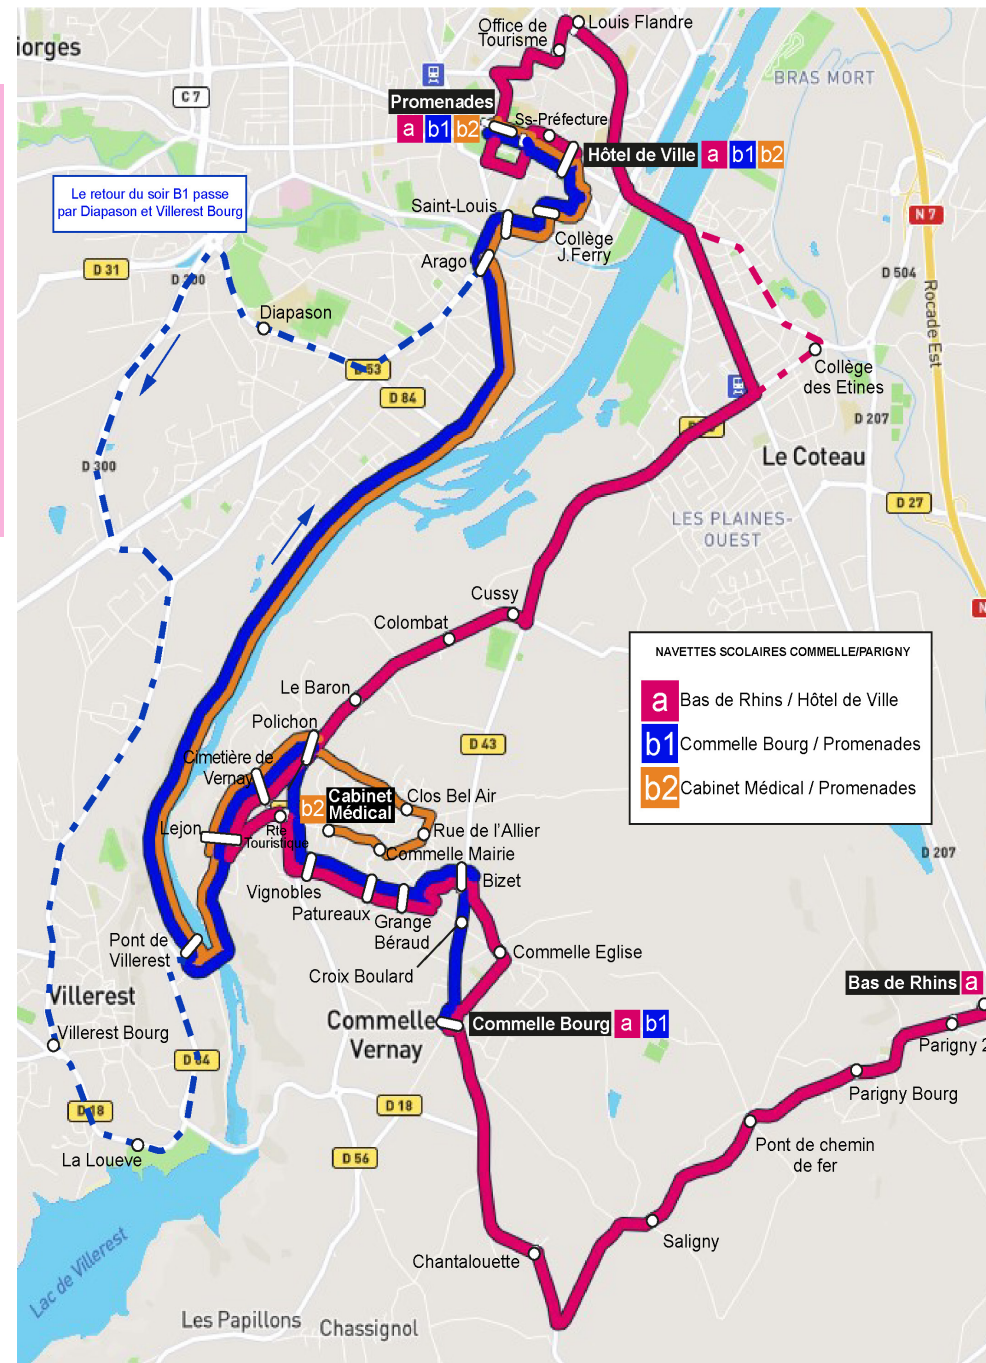 iorges
Office de
Tourisme
Louis Flandre
BRAS MORT
C 7
Promenades
a b1 b2
Ss-Préfecture
Hôtel de Ville a b1 b2
Le retour du soir B1 passe
par Diapason et Villerest Bourg
Saint-Louis
Collège
J.Ferry
N 7
Arago
D 31
D 504
Rocade Est
Diapason
D 53
Collège
des Etines
D 84
D 207
Le Coteau
D 300
D 27
LES PLAINES-
OUEST
Cussy
Colombat
N
NAVETTES SCOLAIRES COMMELLE/PARIGNY
a Bas de Rhins / Hôtel de Ville
b1 Commelle Bourg / Promenades
b2 Cabinet Médical / Promenades
Le Baron
Polichon
D 43
Cimetière de
Vernay
b2 Cabinet
Médical
Clos Bel Air
Lejon
Rte
Touristique
Rue de l'Allier
Commelle Mairie
D 207
Vignobles
Bizet
Patureaux
Grange
Béraud
Pont de
Villerest
Croix Boulard
Commelle Eglise
Bas de Rhins a
Villerest
Villerest Bourg
Commelle
Vernay
Commelle Bourg a b1
Parigny 2
Parigny Bourg
D 18
D 18
La Loueve
D 56
Pont de chemin
de fer
Saligny
Chantalouette
Lac de Villerest
Les Papillons
Chassignol